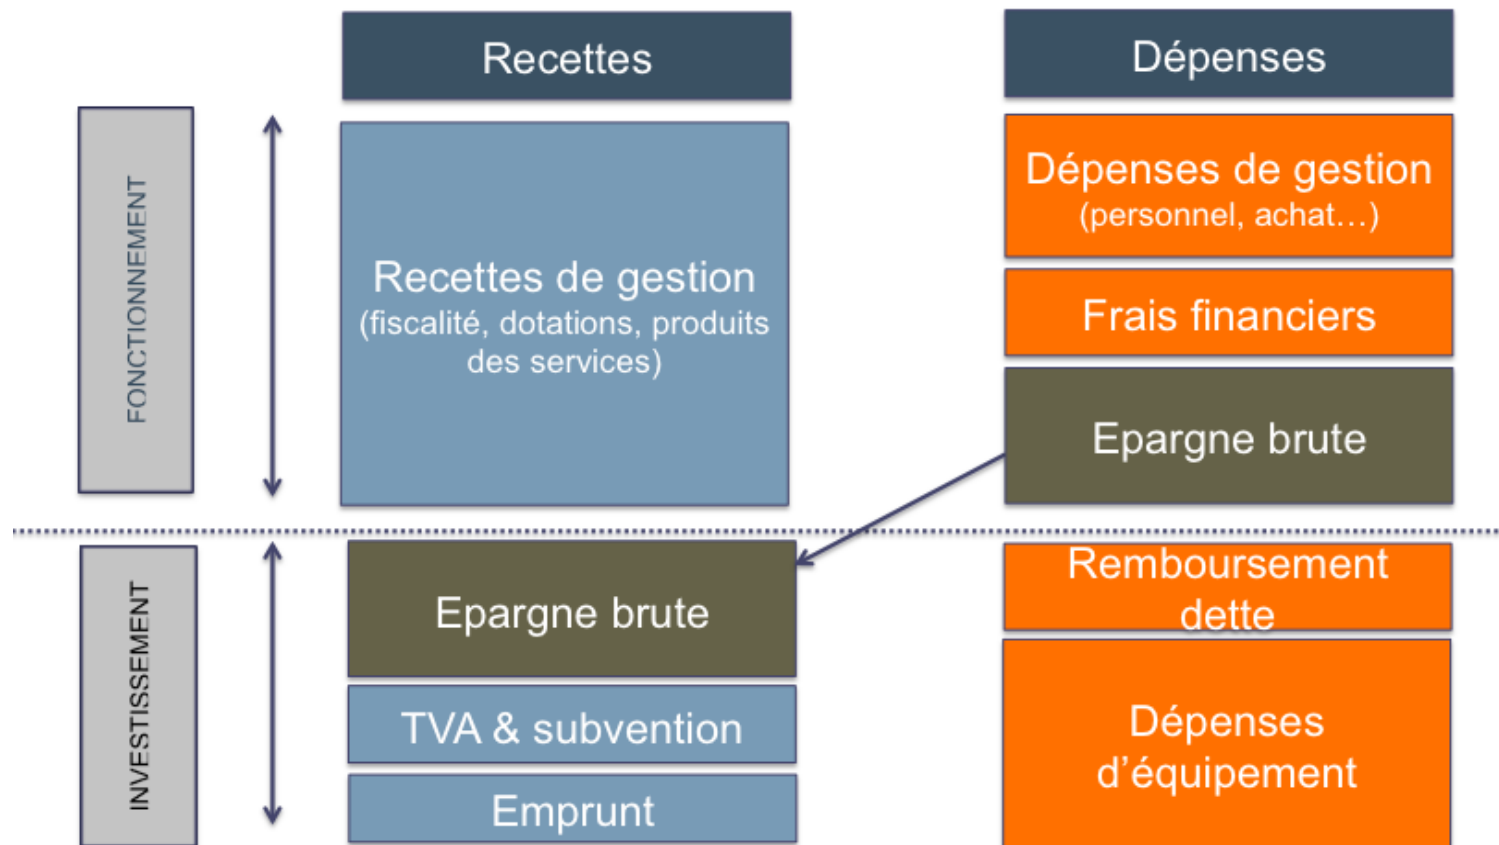 Recettes
Dépenses
FONCTIONNEMENT
Recettes de gestion
(fiscalité, dotations, produits
des services)
Dépenses de gestion
(personnel, achat…)
Frais financiers
Epargne brute
INVESTISSEMENT
Epargne brute
TVA & subvention
Emprunt
Remboursement
dette
Dépenses
d’équipement